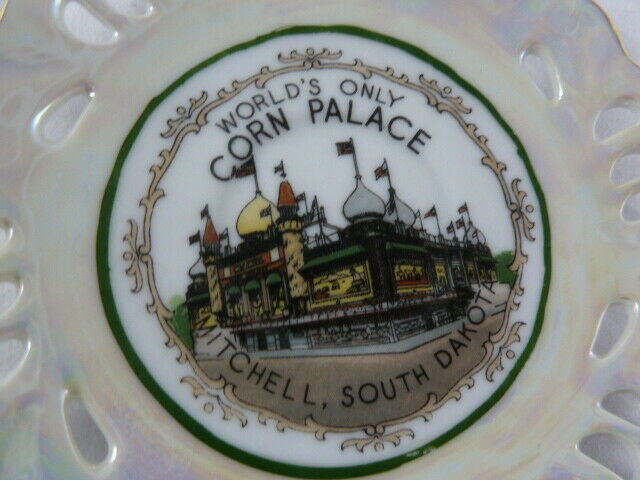 WORLD'S ONLY
CORN PALACE
MITCHELL, SOUTH DAKOTA